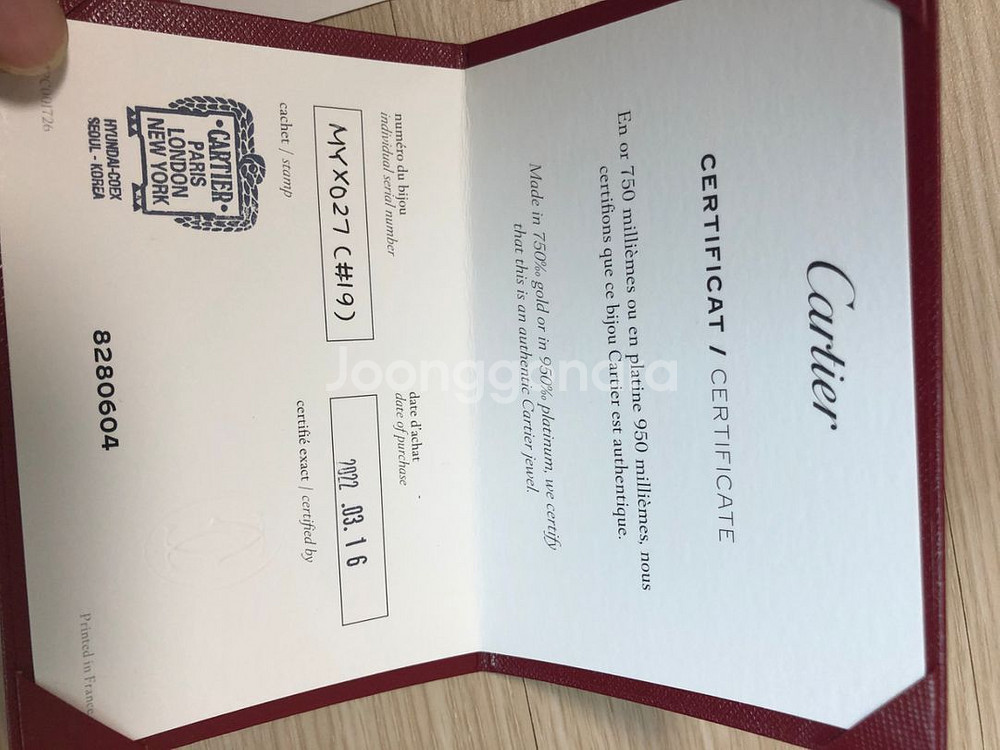 Cartier
CERTIFICAT / CERTIFICATE
En or 750 millièmes ou en platine 950 millièmes, nous
certifions que ce bijou Cartier est authentique.
Made in 750‰ gold or in 950‰ platinum, we certify
that this is an authentic Cartier jewel.
numéro du bijou
individual serial number
MYX027 (#19)
date d'achat
date of purchase
2022.03.16
cachet / stamp
certifié exact / certified by
CARTIER
PARIS
LONDON
NEW YORK
HYUNDAI-COEX
SEOUL - KOREA
8280604
Printed in France
Joonggonara